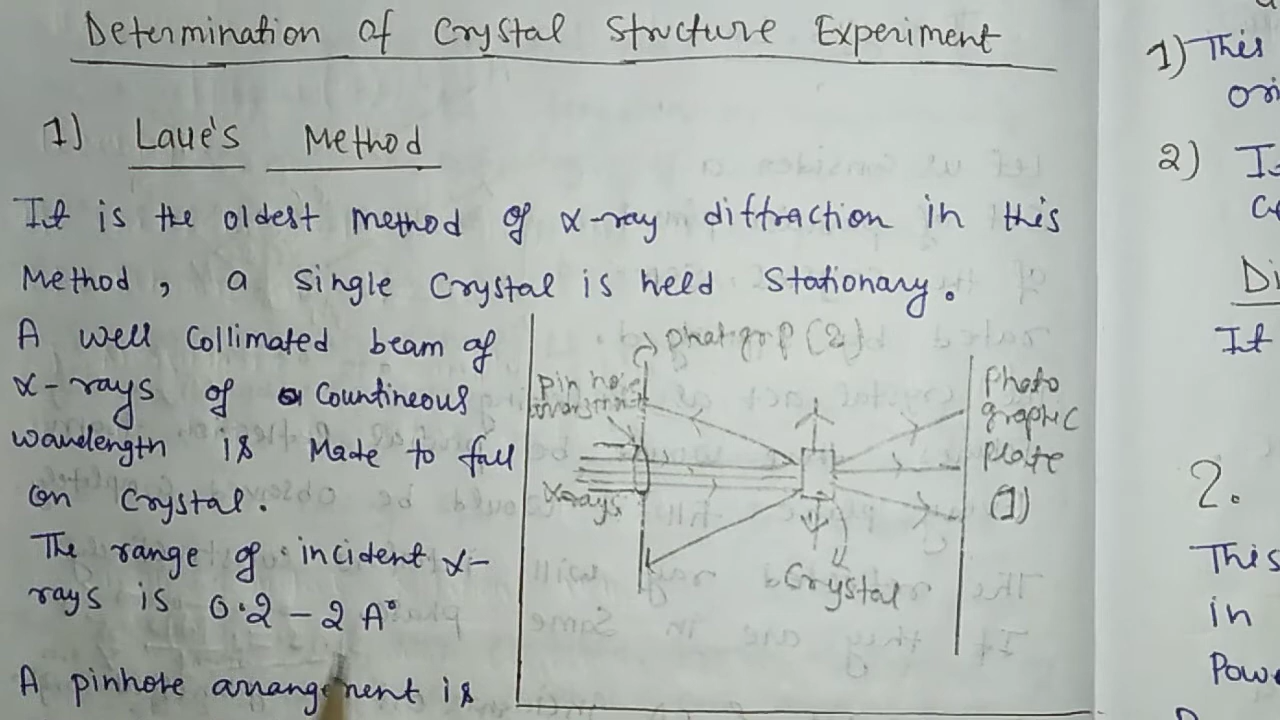 Determination of Crystal Structure Experiment
1) Laue's Method
It is the oldest method of x-ray diffraction in this
Method, a single Crystal is held Stationary.
A well Collimated beam of
x-rays of Countineous
wavelength is Made to fall
on Crystal.
The range of incident x-
rays is 0.2 - 2 A°
A pinhole arrangement is
Pin hole
x-rays
(2)
Crystal
Photo
graphic
plate
(1)
1) This
2)
2.
This
in
It